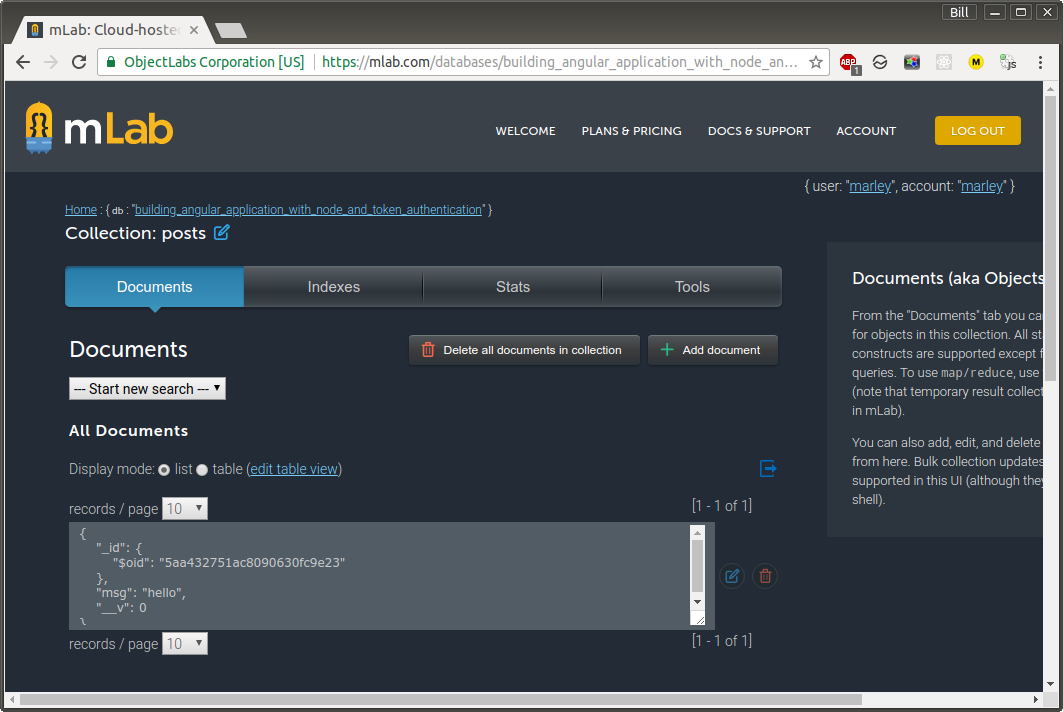 Bill
mLab: Cloud-hoste
ObjectLabs Corporation [US] https://mlab.com/databases/building_angular_application_with_node_an...
ABP 1 M js
mLab
WELCOME PLANS & PRICING DOCS & SUPPORT ACCOUNT LOG OUT
{ user: "marley", account: "marley" }
Home : { db : "building_angular_application_with_node_and_token_authentication" }
Collection: posts
Documents Indexes Stats Tools
Documents
Delete all documents in collection
Add document
--- Start new search ---
All Documents
Display mode: list table (edit table view)
records / page 10 [1 - 1 of 1]
{
"_id": {
"$oid": "5aa432751ac8090630fc9e23"
},
"msg": "hello",
"__v": 0
}
records / page 10 [1 - 1 of 1]
Documents (aka Objects
From the "Documents" tab you ca
for objects in this collection. All st
constructs are supported except f
queries. To use map/reduce, use
(note that temporary result collect
in mLab).
You can also add, edit, and delete
from here. Bulk collection updates
supported in this UI (although they
shell).